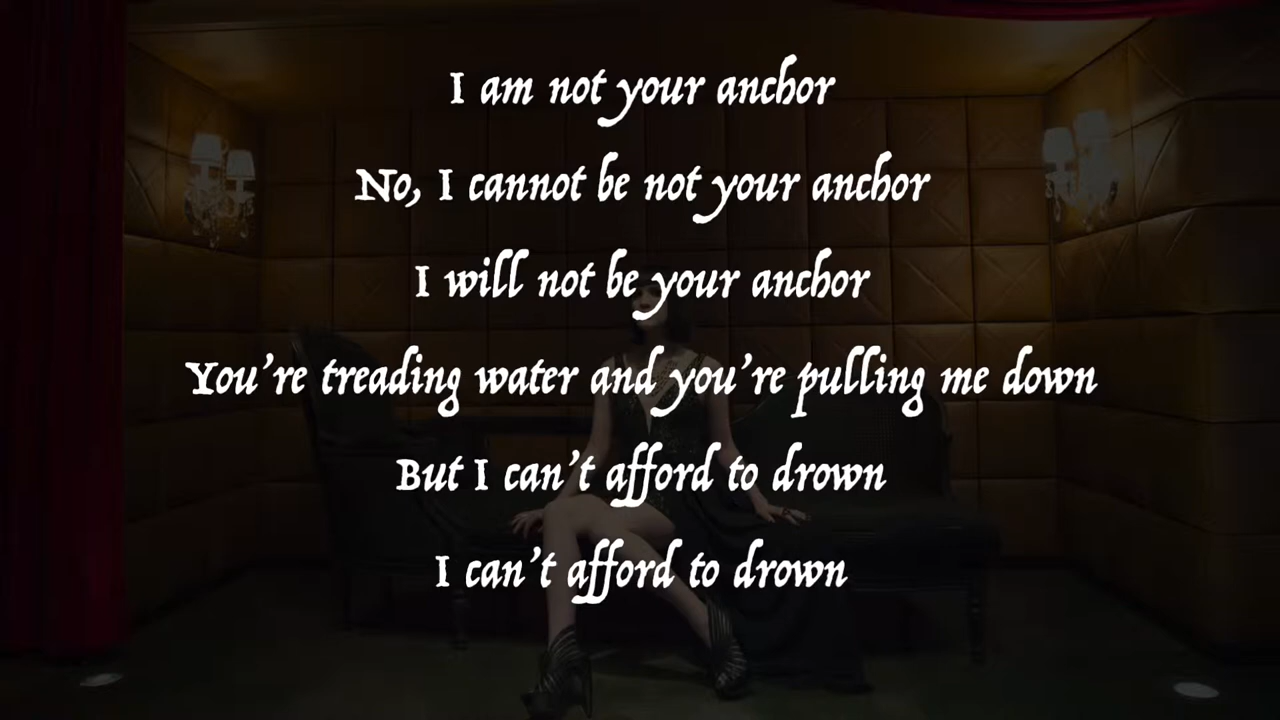 I am not your anchor
No, I cannot be not your anchor
I will not be your anchor
You’re treading water and you’re pulling me down
But I can’t afford to drown
I can’t afford to drown